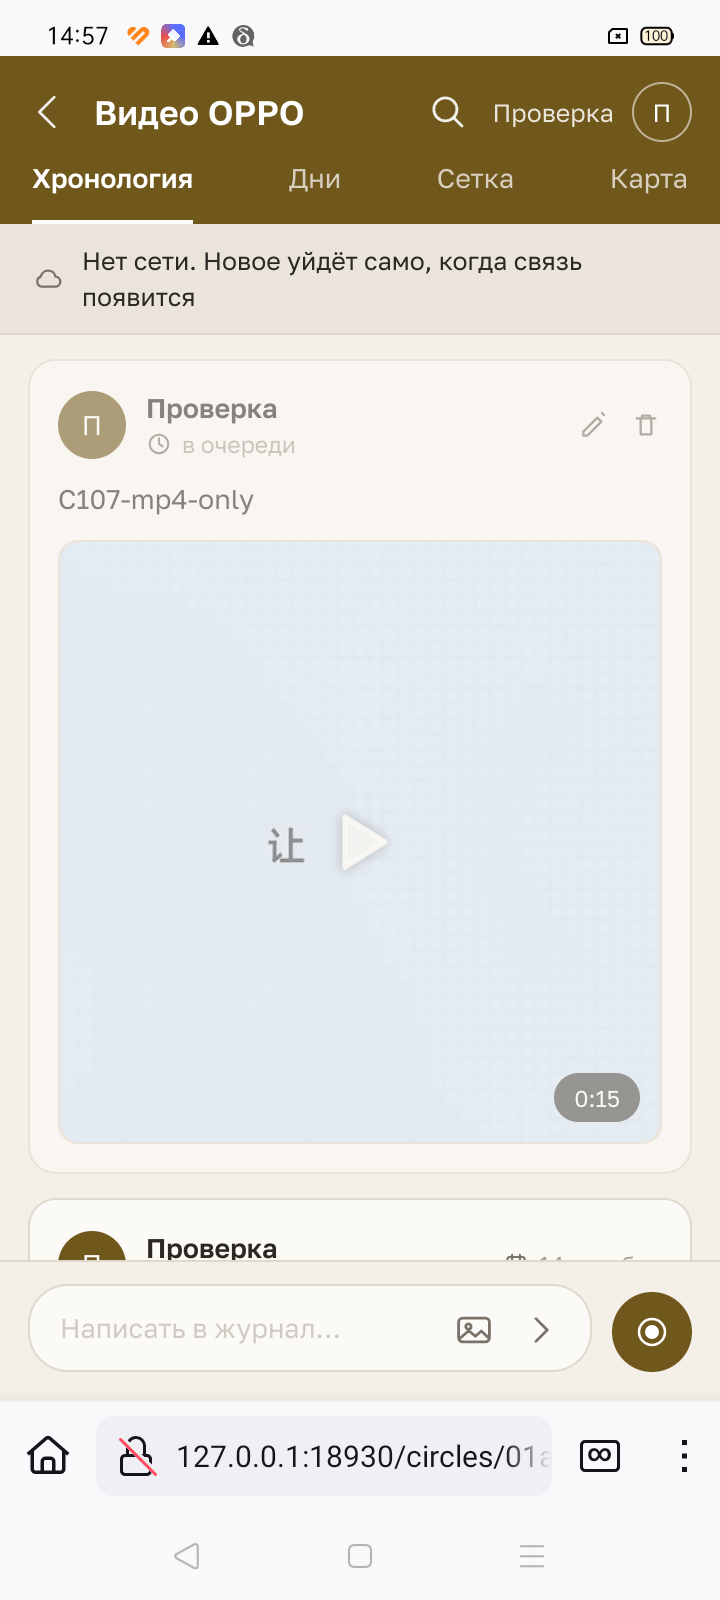 14:57
100
Видео OPPO
Проверка
П
Хронология
Дни
Сетка
Карта
Нет сети. Новое уйдёт само, когда связь
появится
П
Проверка
в очереди
C107-mp4-only
让
0:15
Проверка
Написать в журнал...
127.0.0.1:18930/circles/01a